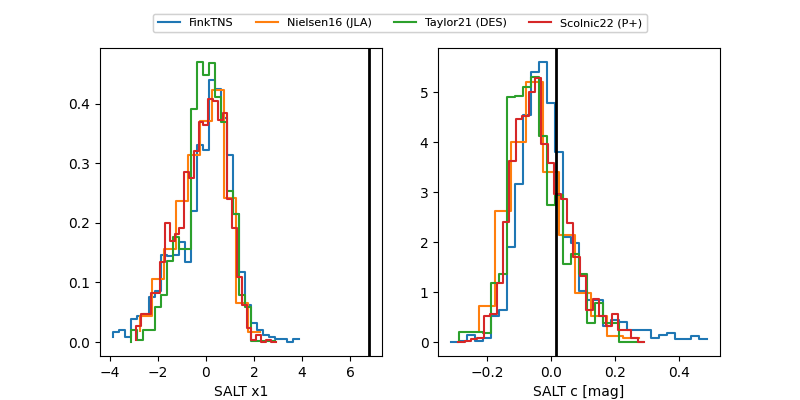 FinkTNS Nielsen16 (JLA) Taylor21 (DES) Scolnic22 (P+)
0.4
0.3
0.2
0.1
0.0
−4 −2 0 2 4 6
SALT x1
5
4
3
2
1
0
−0.2 0.0 0.2 0.4
SALT c [mag]